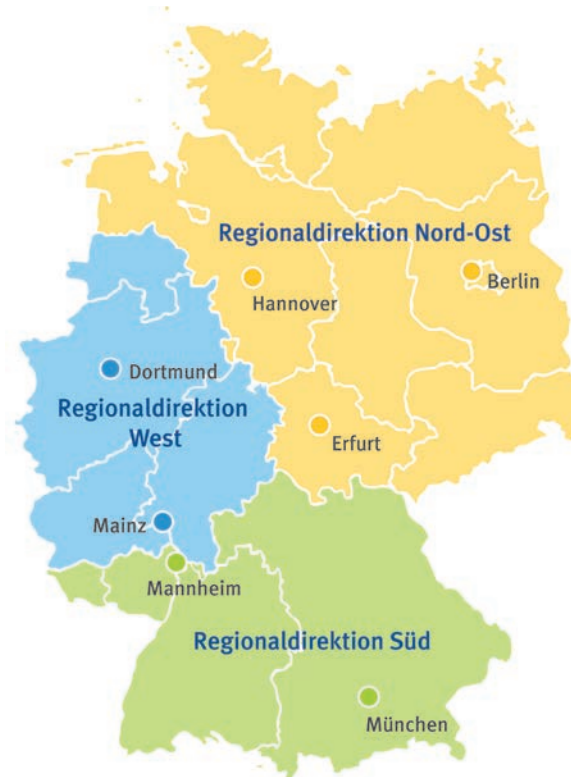 Regionaldirektion Nord-Ost
Berlin
Hannover
Dortmund
Regionaldirektion
West
Erfurt
Mainz
Mannheim
Regionaldirektion Süd
München